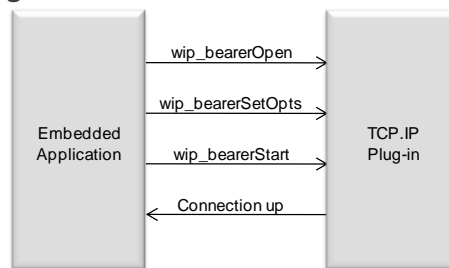 wip_bearerOpen
wip_bearerSetOpts
Embedded
Application
TCP.IP
Plug-in
wip_bearerStart
Connection up